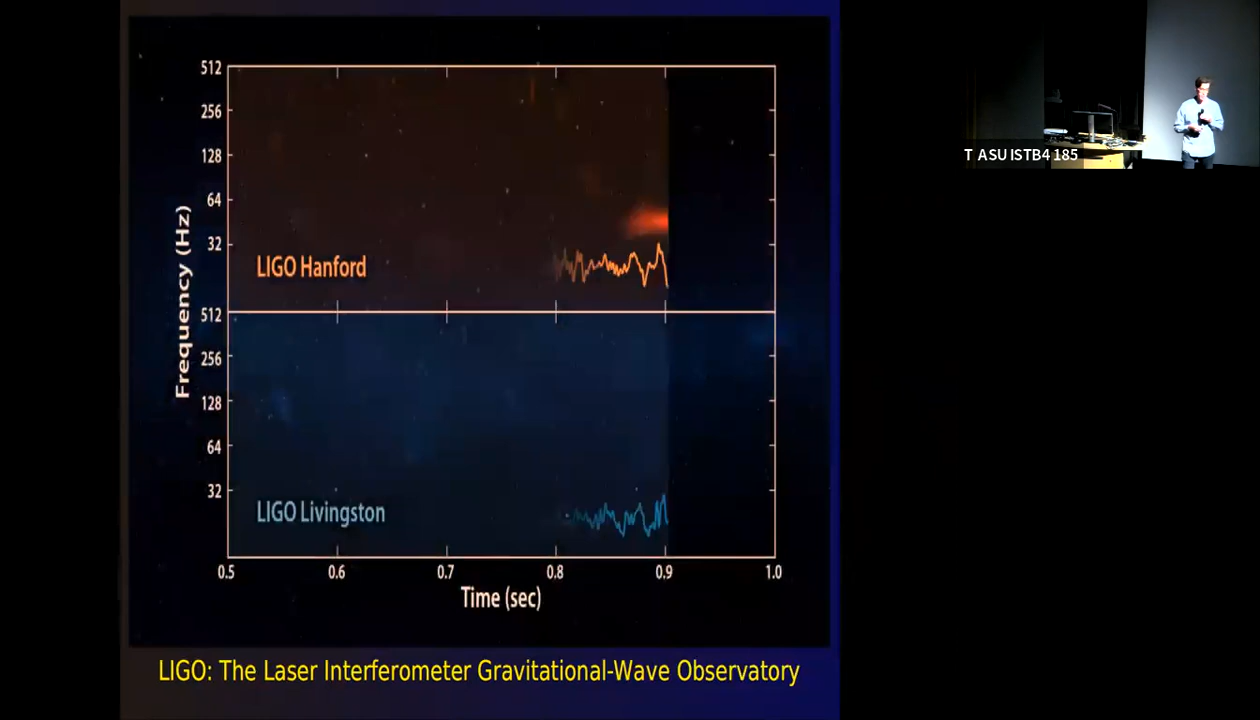 512
256
128
64
32
LIGO Hanford
512
256
128
64
32
LIGO Livingston
Frequency (Hz)
0.5 0.6 0.7 0.8 0.9 1.0
Time (sec)
LIGO: The Laser Interferometer Gravitational-Wave Observatory
T ASU ISTB4 185